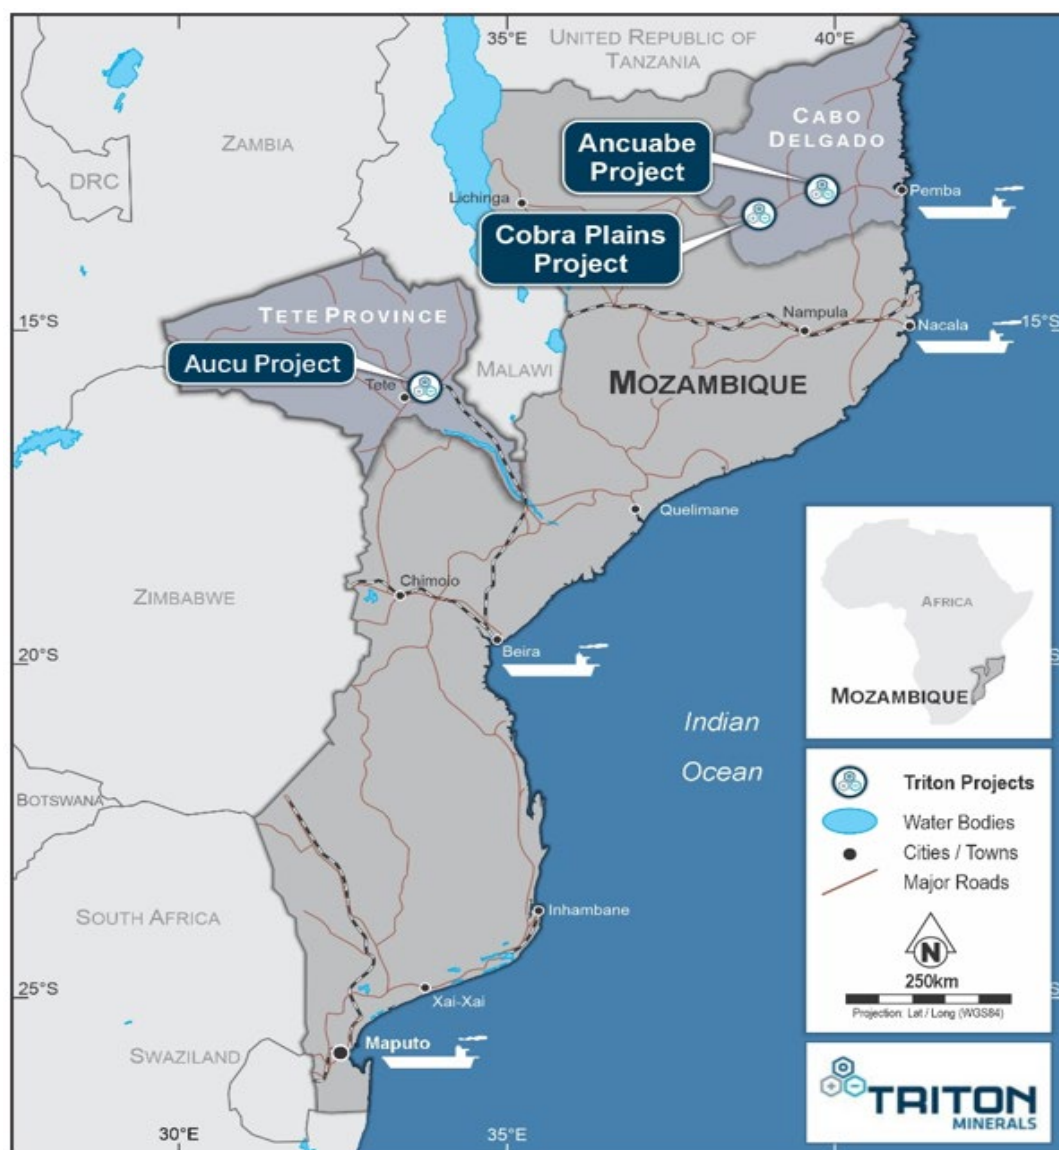 35°E
40°E
UNITED REPUBLIC OF
TANZANIA
CABO
DELGADO
ZAMBIA
DRC
Ancuabe
Project
Lichinga
Pemba
Cobra Plains
Project
TETE PROVINCE
15°S
Nampula
Nacala
15°S
Aucu Project
Tete
MALAWI
MOZAMBIQUE
Quelimane
Chimoio
ZIMBABWE
AFRICA
Beira
20°S
S
MOZAMBIQUE
Indian
Ocean
Triton Projects
BOTSWANA
Water Bodies
Cities / Towns
Major Roads
SOUTH AFRICA
Inhambane
N
250km
25°S
S
Xai-Xai
Projection: Lat / Long (WGS84)
Maputo
SWAZILAND
TRITON
MINERALS
30°E
35°E